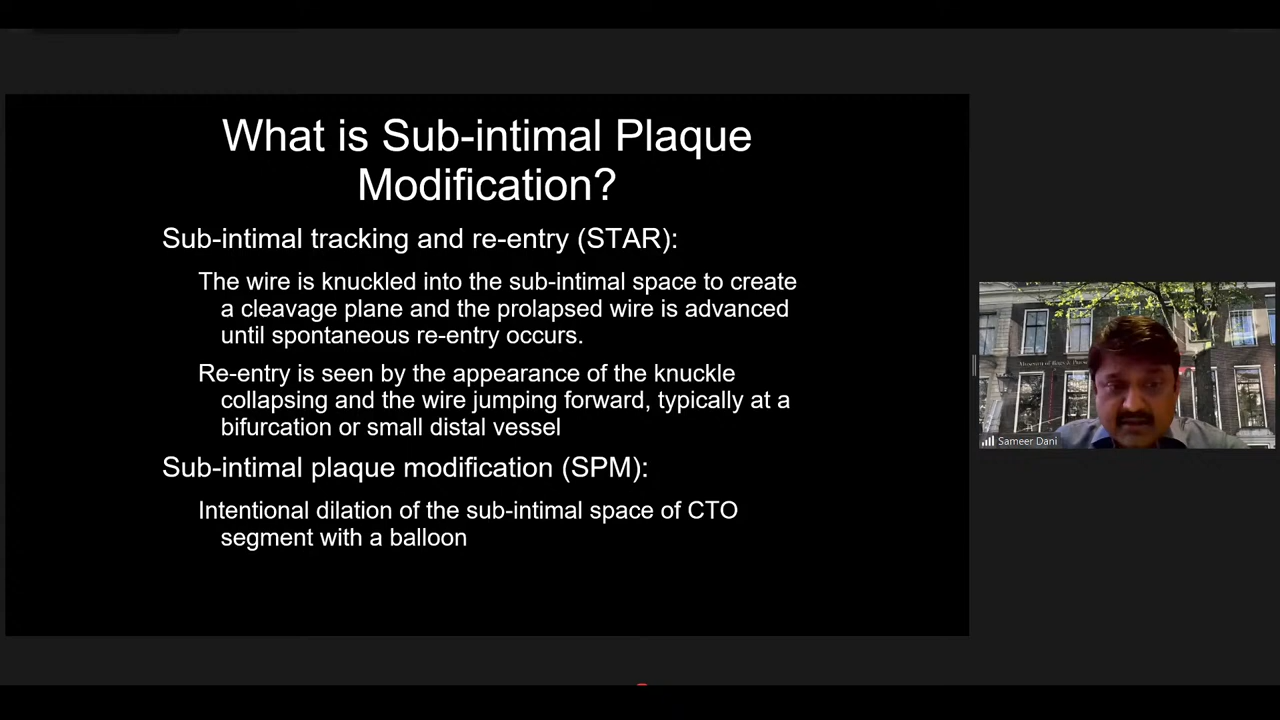 What is Sub-intimal Plaque
Modification?
Sub-intimal tracking and re-entry (STAR):
The wire is knuckled into the sub-intimal space to create
a cleavage plane and the prolapsed wire is advanced
until spontaneous re-entry occurs.
Re-entry is seen by the appearance of the knuckle
collapsing and the wire jumping forward, typically at a
bifurcation or small distal vessel
Sub-intimal plaque modification (SPM):
Intentional dilation of the sub-intimal space of CTO
segment with a balloon
Sameer Dani